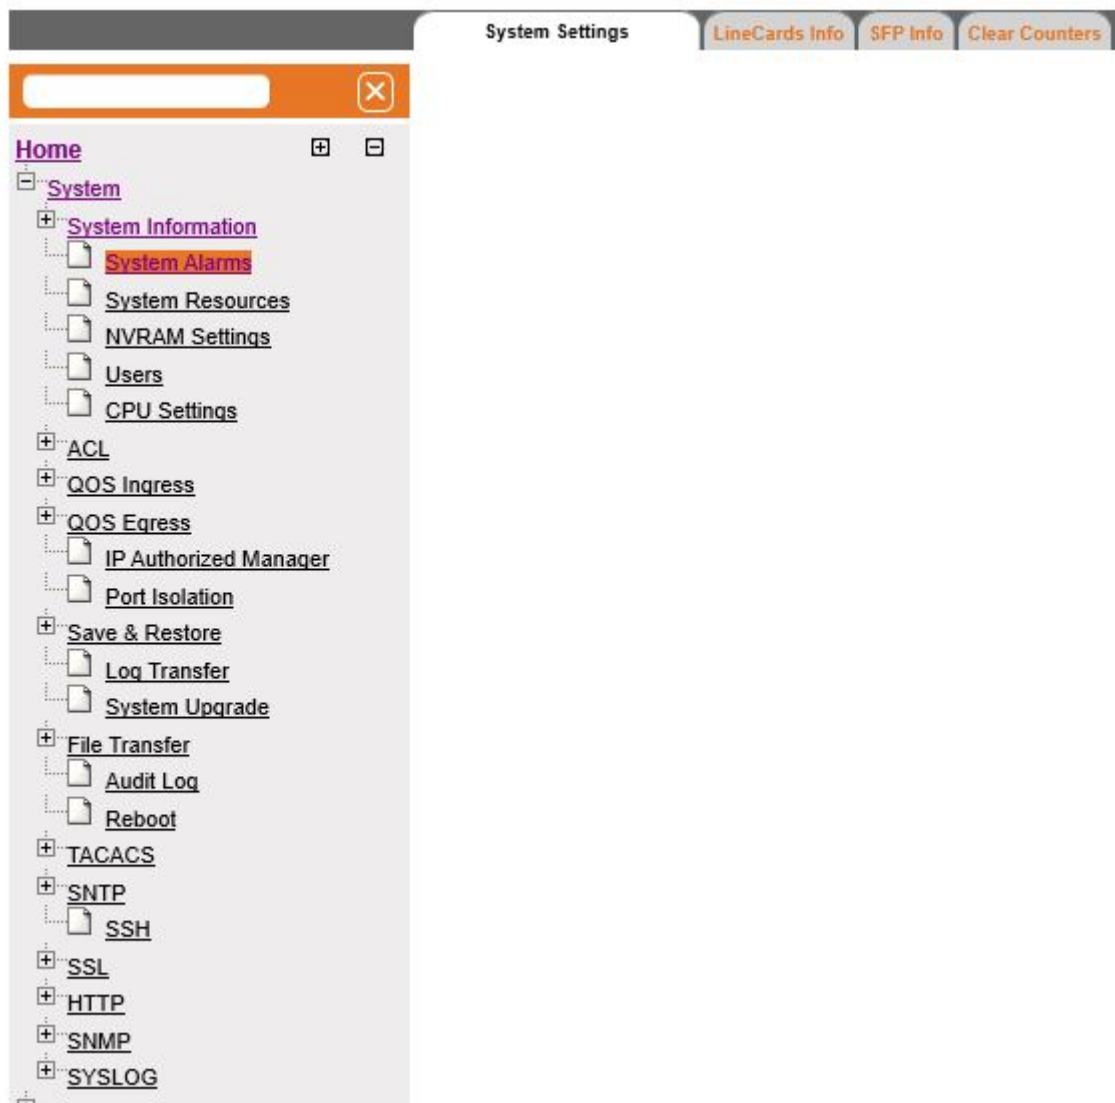 System Settings LineCards Info SFP Info Clear Counters
Home
System
System Information
System Alarms
System Resources
NVRAM Settings
Users
CPU Settings
ACL
QOS Ingress
QOS Egress
IP Authorized Manager
Port Isolation
Save & Restore
Log Transfer
System Upgrade
File Transfer
Audit Log
Reboot
TACACS
SNTP
SSH
SSL
HTTP
SNMP
SYSLOG